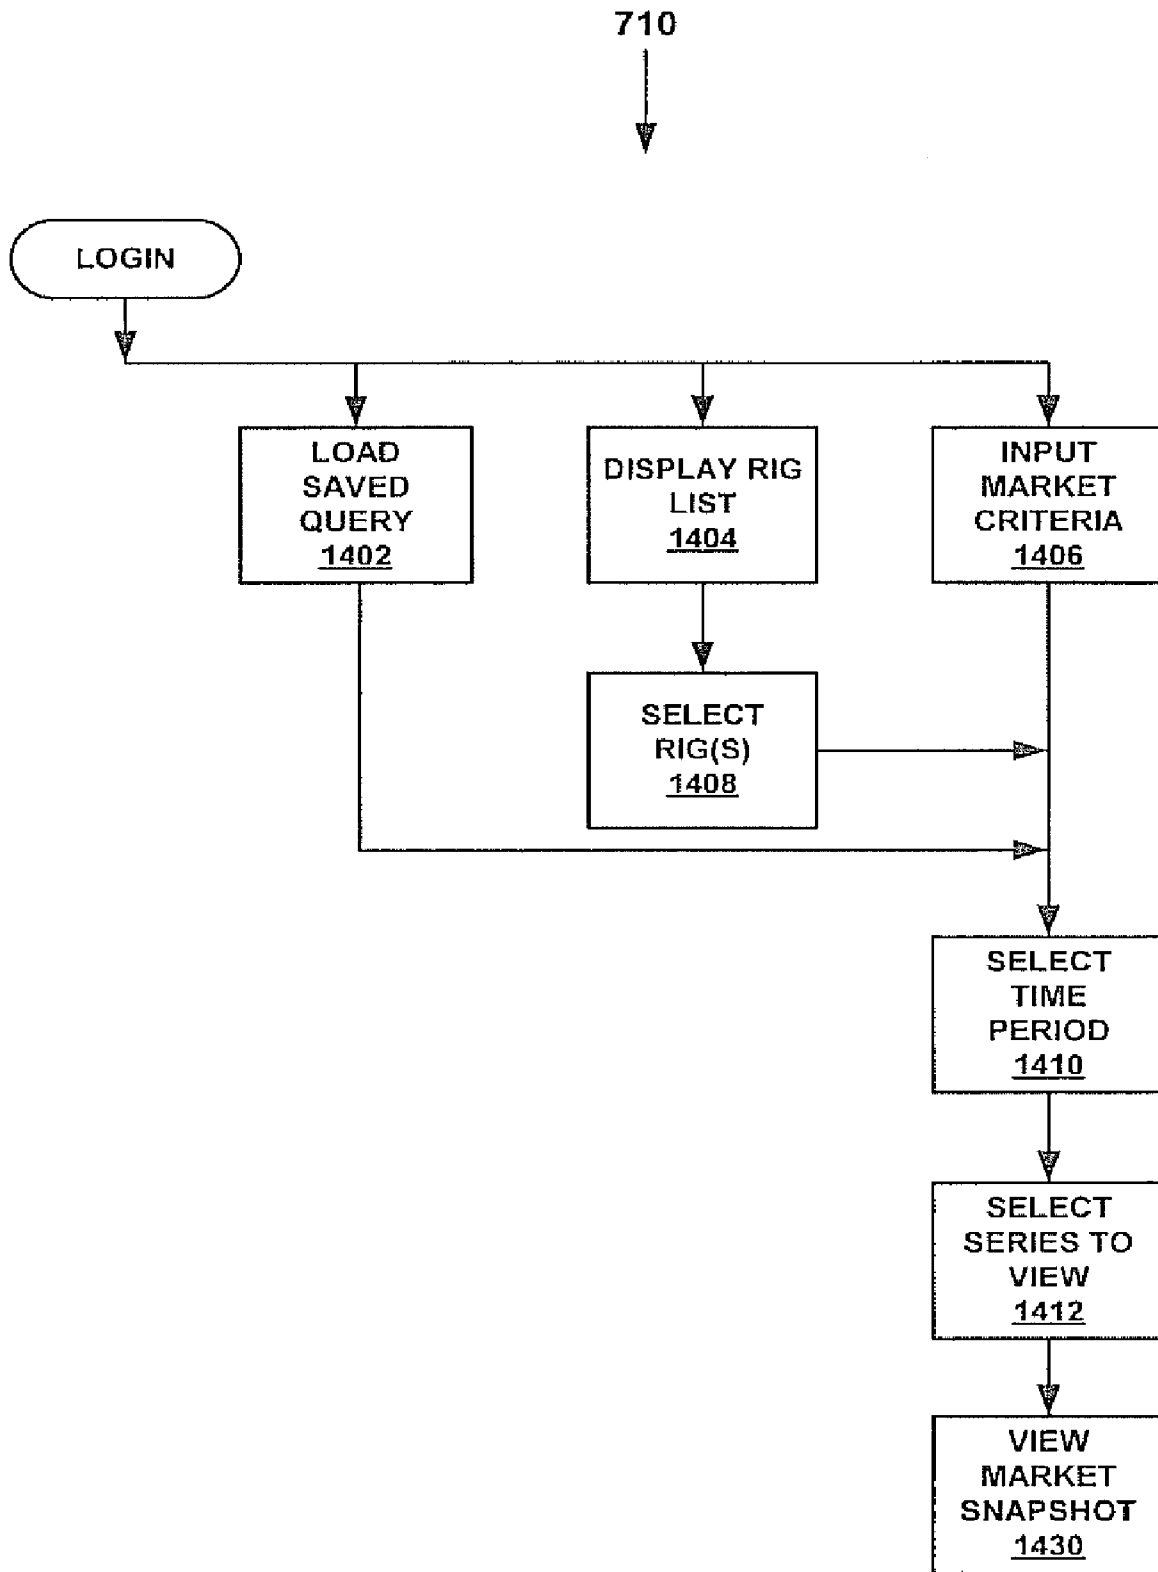 710
LOGIN
LOAD
SAVED
QUERY
1402
DISPLAY RIG
LIST
1404
INPUT
MARKET
CRITERIA
1406
SELECT
RIG(S)
1408
SELECT
TIME
PERIOD
1410
SELECT
SERIES TO
VIEW
1412
VIEW
MARKET
SNAPSHOT
1430